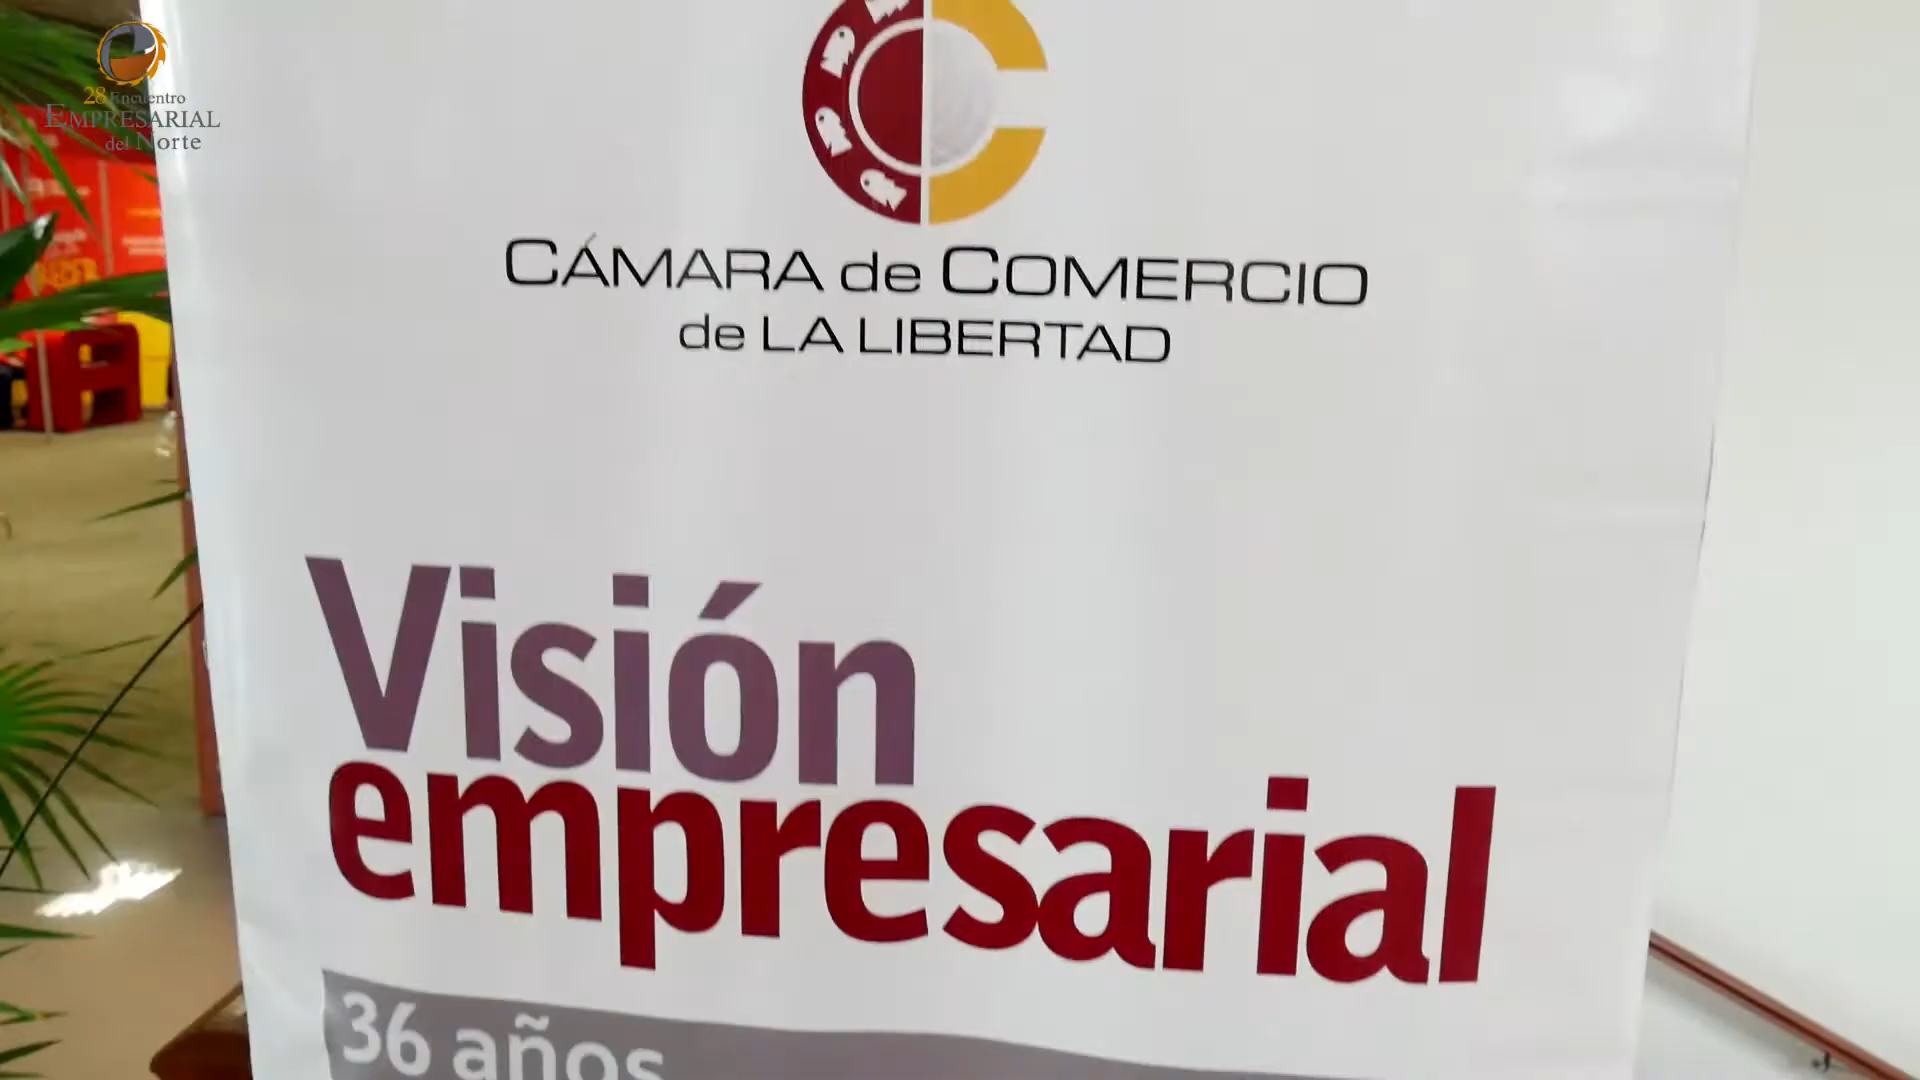 28 Encuentro
EMPRESARIAL
del Norte
CÁMARA de COMERCIO
de LA LIBERTAD
Visión
empresarial
36 años